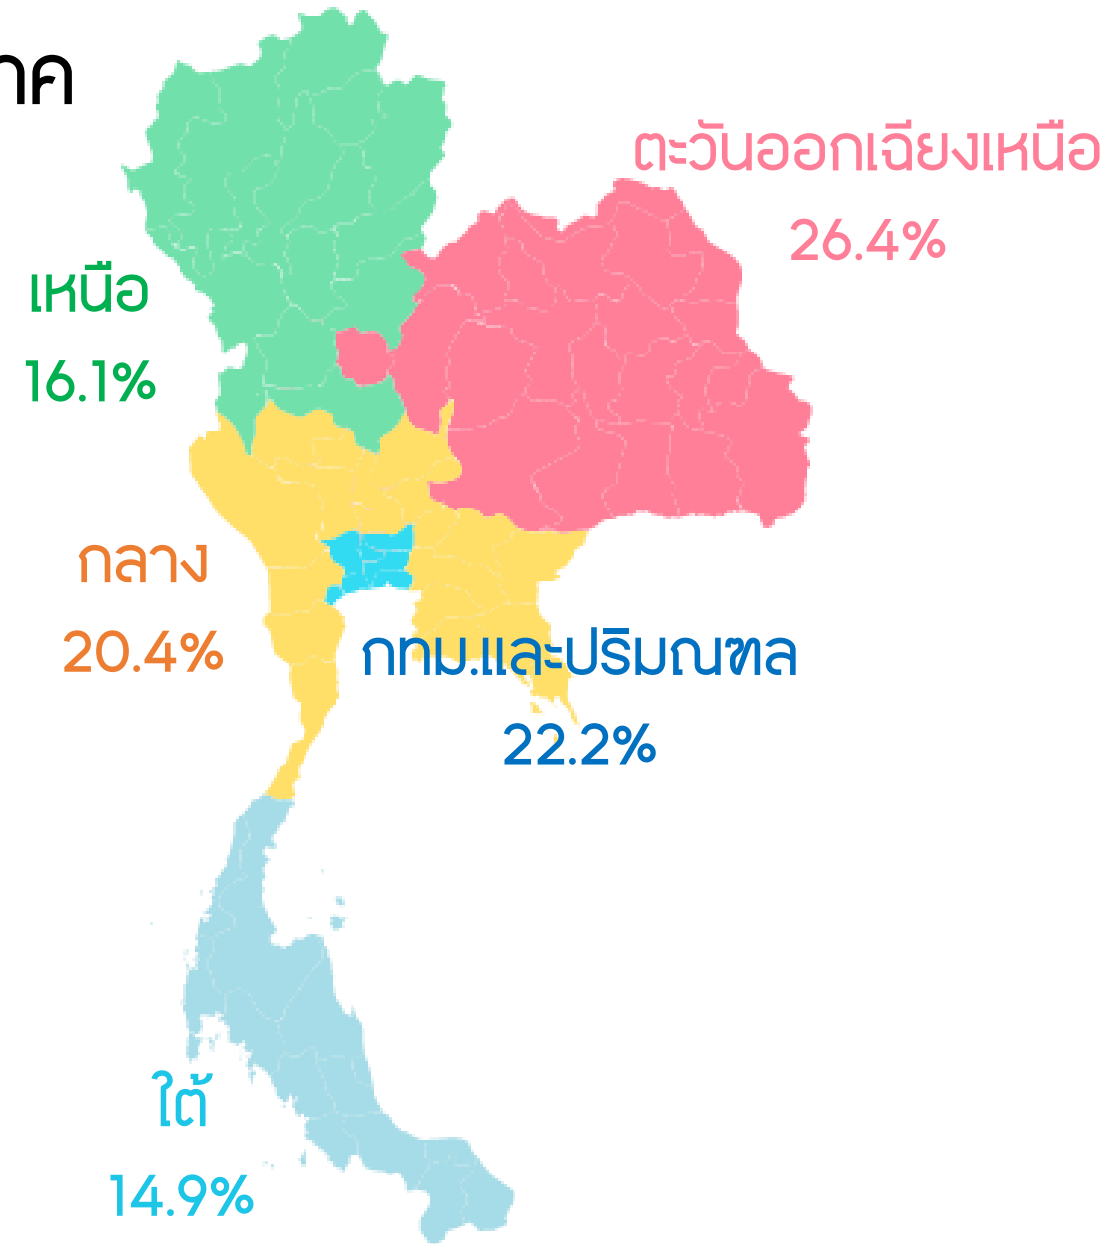 าค
ตะวันออกเฉียงเหนือ
26.4%
เหนือ
16.1%
กลาง
20.4%
กทม.และปริมณฑล
22.2%
ใต้
14.9%